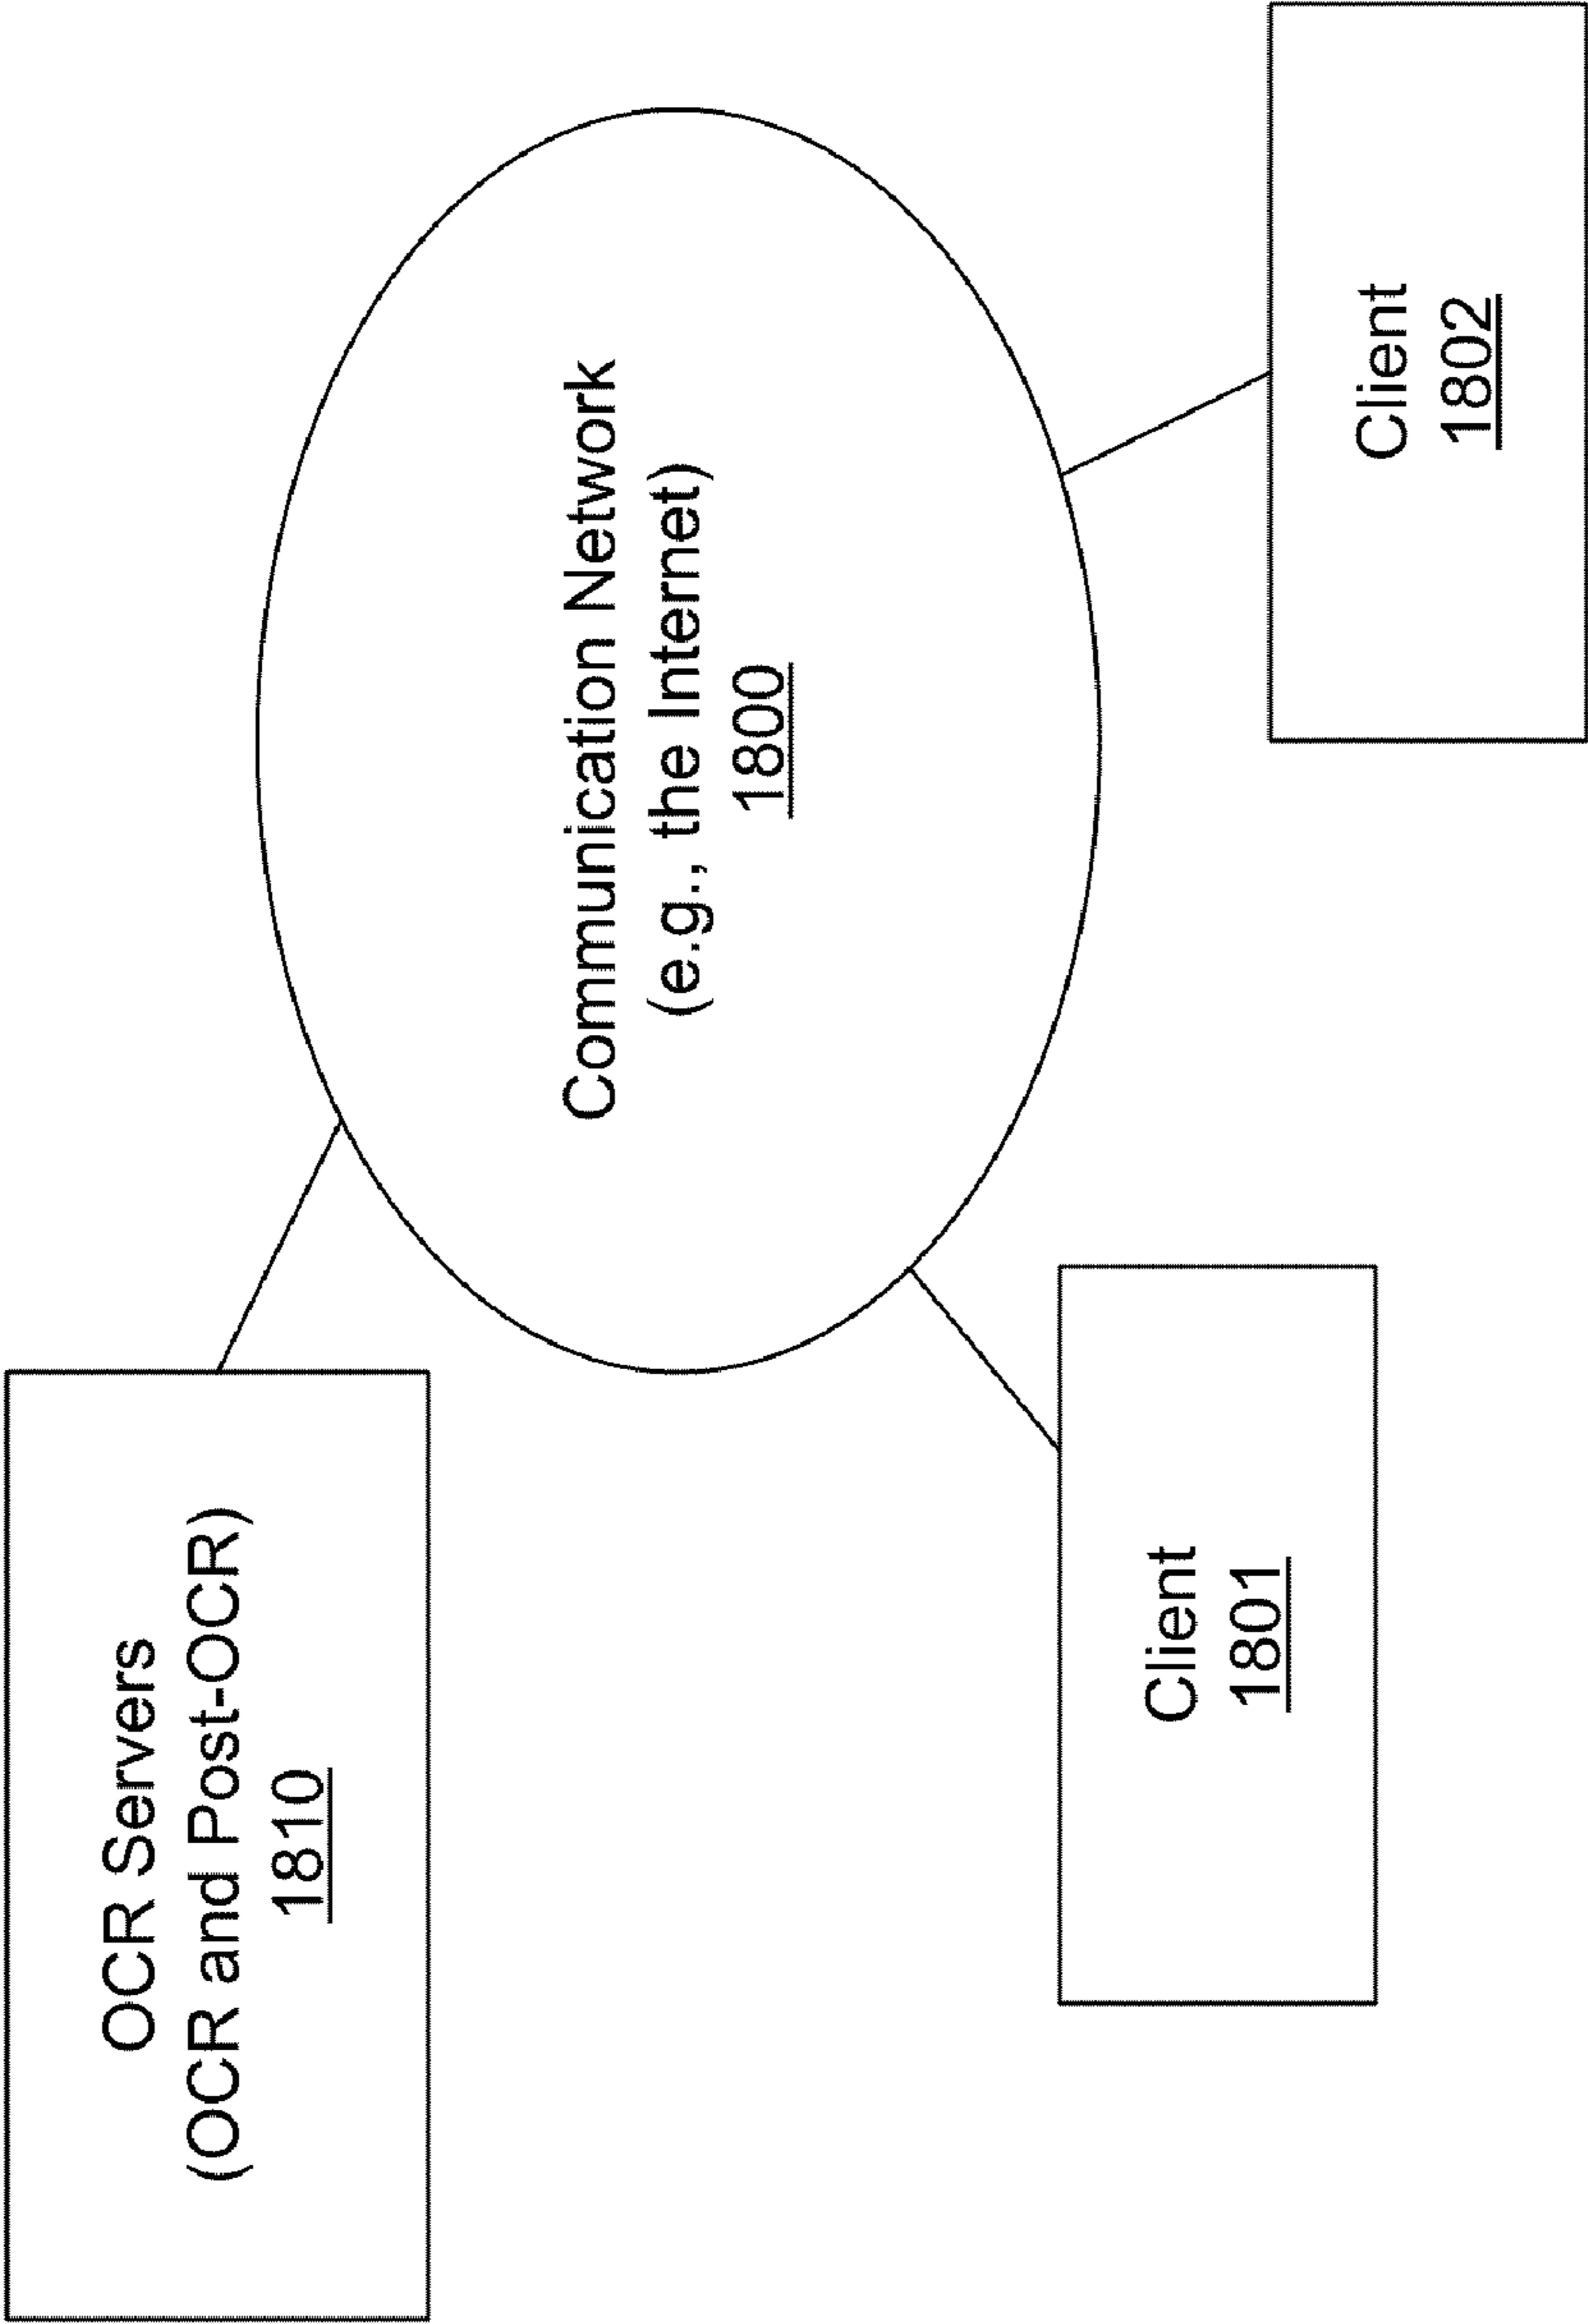 OCR Servers
(OCR and Post-OCR)
1810
Communication Network
(e.g., the Internet)
1800
Client
1801
Client
1802